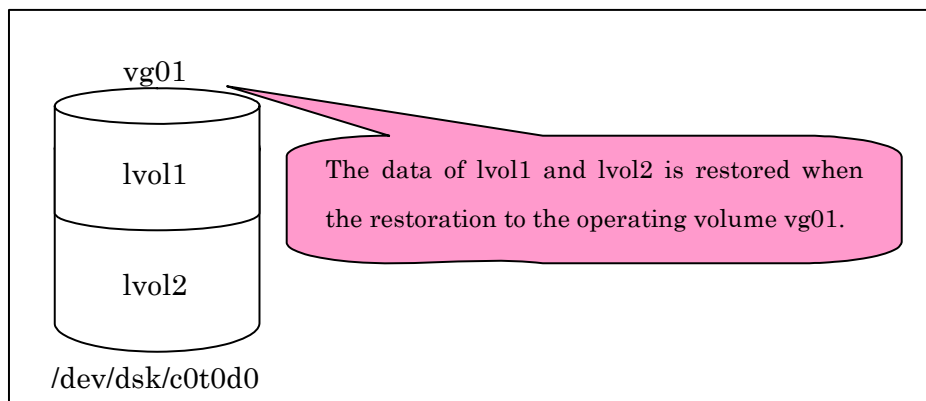 vg01
lvol1
lvol2
/dev/dsk/c0t0d0
The data of lvol1 and lvol2 is restored when
the restoration to the operating volume vg01.